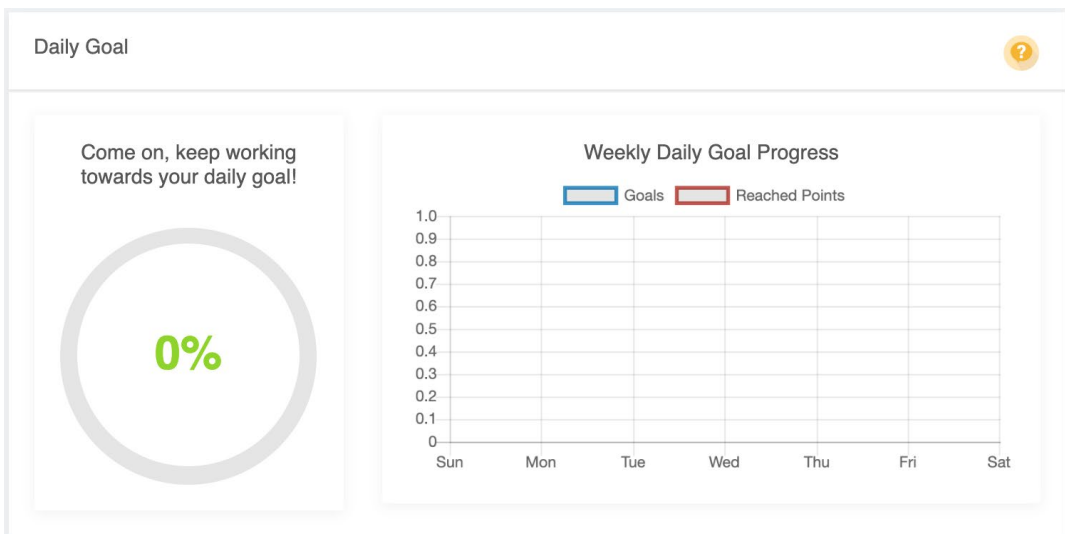 Daily Goal
?
Come on, keep working
towards your daily goal!
0%
Weekly Daily Goal Progress
Goals Reached Points
1.0
0.9
0.8
0.7
0.6
0.5
0.4
0.3
0.2
0.1
0
Sun Mon Tue Wed Thu Fri Sat